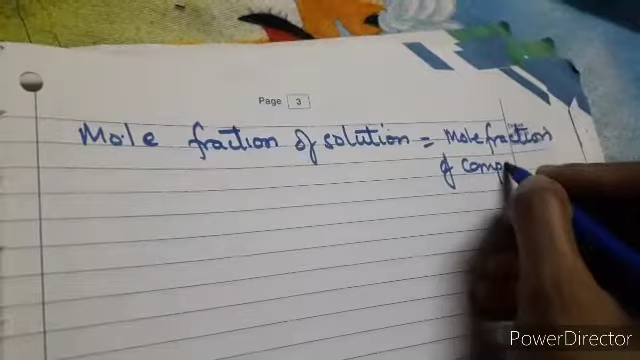 Page 3
Mole fraction of solution = Mole fraction
of comp
PowerDirector